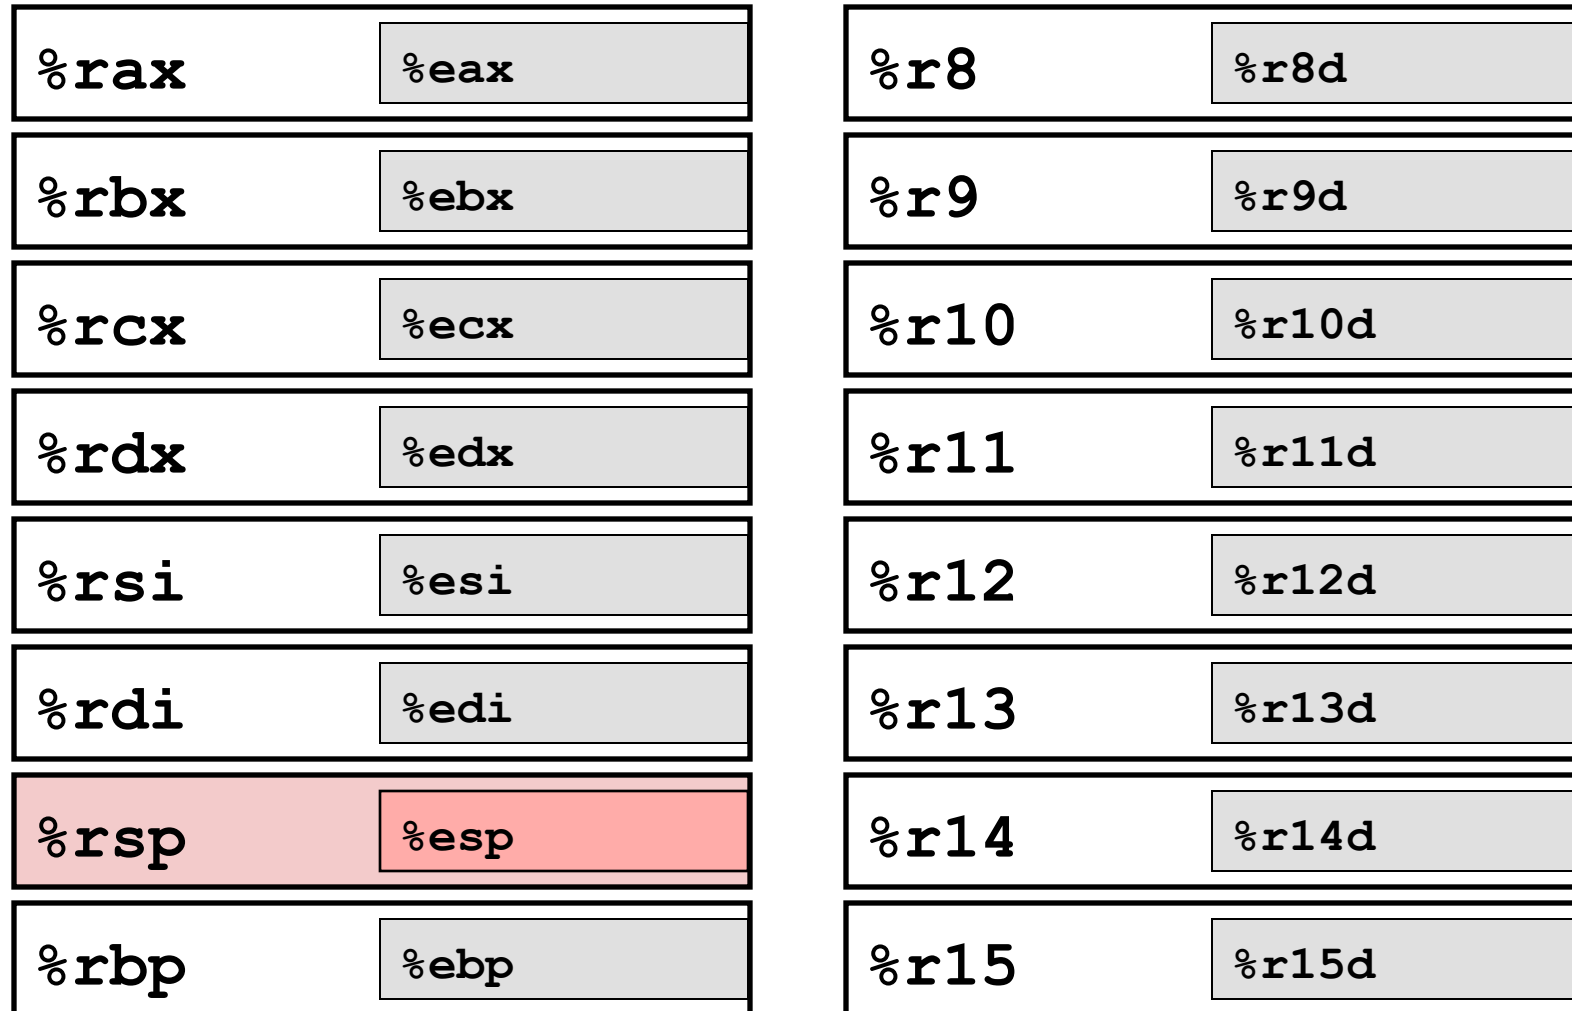 %rax %eax %r8 %r8d
%rbx %ebx %r9 %r9d
%rcx %ecx %r10 %r10d
%rdx %edx %r11 %r11d
%rsi %esi %r12 %r12d
%rdi %edi %r13 %r13d
%rsp %esp %r14 %r14d
%rbp %ebp %r15 %r15d